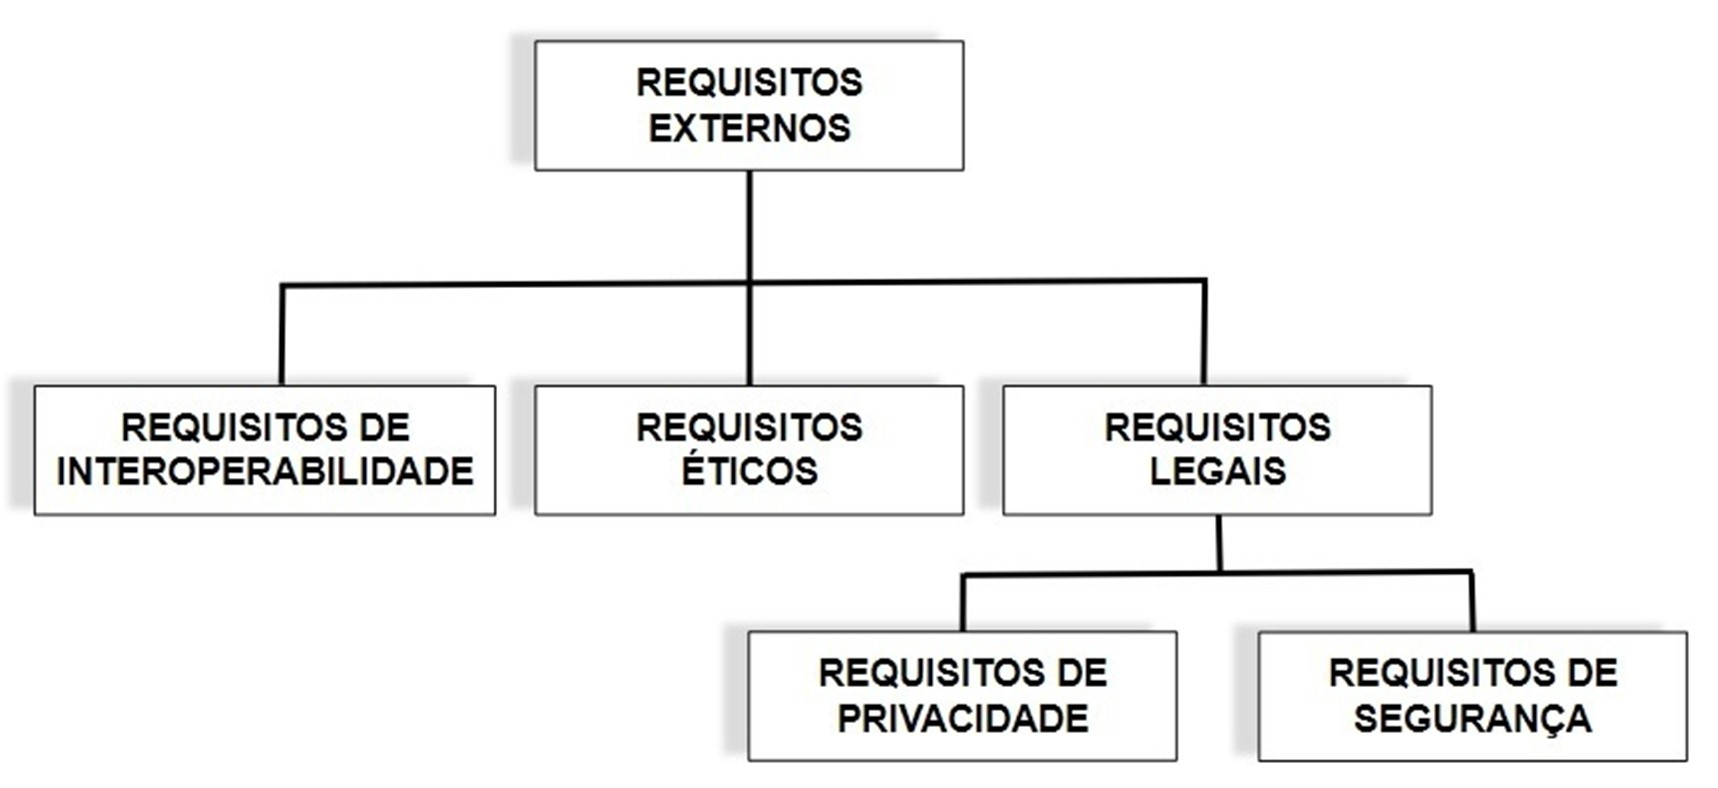 REQUISITOS
EXTERNOS
REQUISITOS DE
INTEROPERABILIDADE
REQUISITOS
ÉTICOS
REQUISITOS
LEGAIS
REQUISITOS DE
PRIVACIDADE
REQUISITOS DE
SEGURANÇA